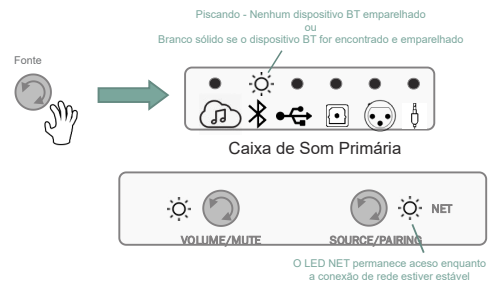 Piscando - Nenhum dispositivo BT emparelhado
ou
Branco sólido se o dispositivo BT for encontrado e emparelhado
Fonte
Caixa de Som Primária
NET
VOLUME/MUTE
SOURCE/PAIRING
O LED NET permanece aceso enquanto
a conexão de rede estiver estável